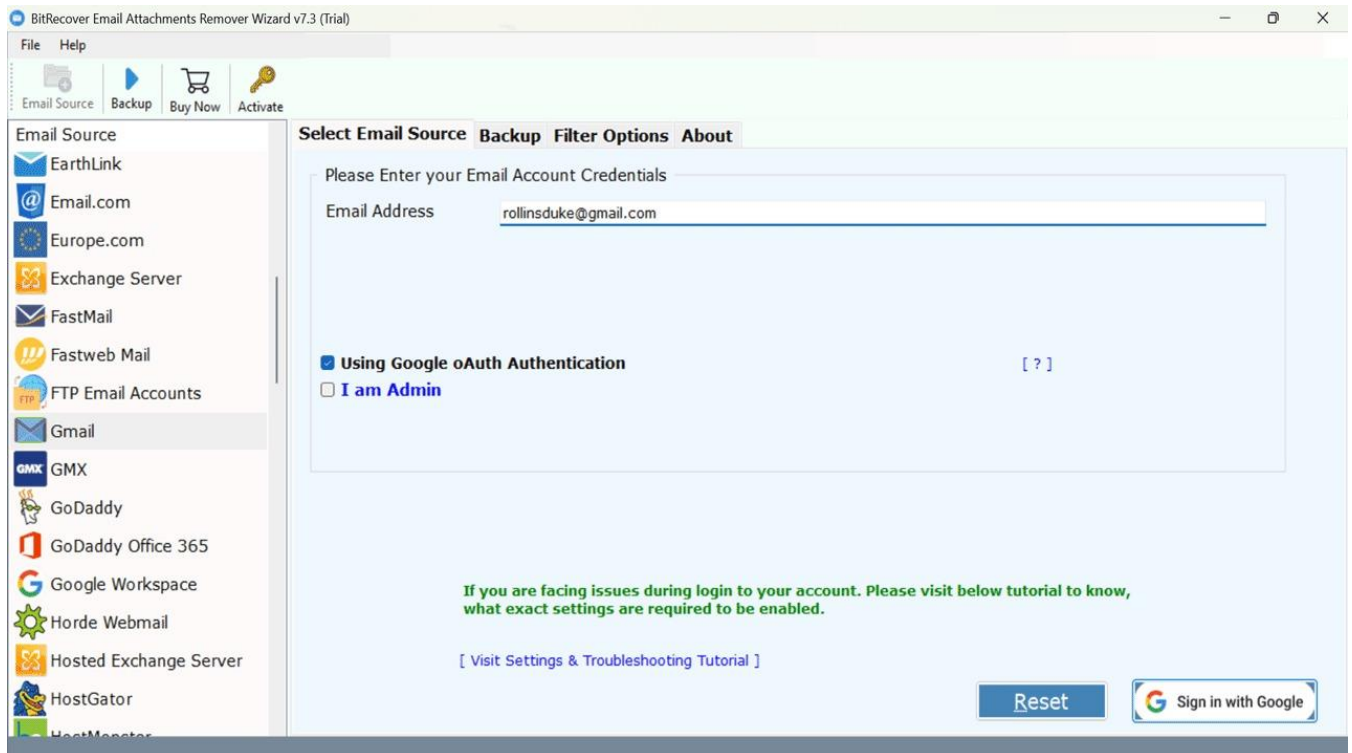 BitRecover Email Attachments Remover Wizard v7.3 (Trial)
File Help
Email Source Backup Buy Now Activate
Email Source
EarthLink
@ Email.com
Europe.com
Exchange Server
FastMail
Fastweb Mail
FTP FTP Email Accounts
Gmail
GMX GMX
GoDaddy
GoDaddy Office 365
Google Workspace
Horde Webmail
Hosted Exchange Server
HostGator
HostMonster
Select Email Source Backup Filter Options About
Please Enter your Email Account Credentials
Email Address rollinsduke@gmail.com
Using Google oAuth Authentication [ ? ]
I am Admin
If you are facing issues during login to your account. Please visit below tutorial to know,
what exact settings are required to be enabled.
[ Visit Settings & Troubleshooting Tutorial ]
Reset G Sign in with Google